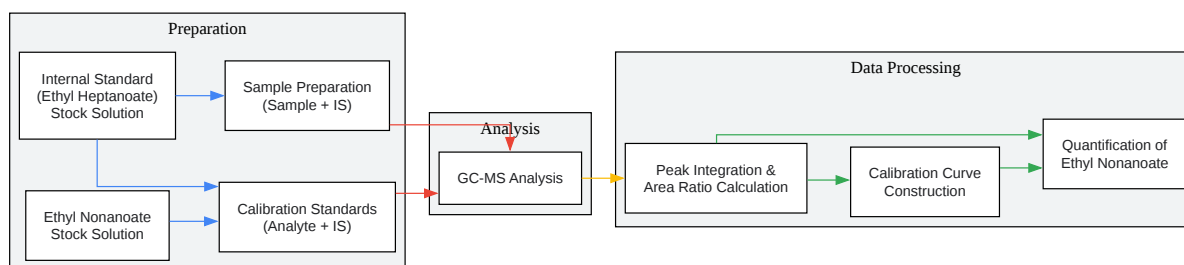 Preparation
Internal Standard
(Ethyl Heptanoate)
Stock Solution
Sample Preparation
(Sample + IS)
Ethyl Nonanoate
Stock Solution
Calibration Standards
(Analyte + IS)
Analysis
GC-MS Analysis
Data Processing
Peak Integration &
Area Ratio Calculation
Calibration Curve
Construction
Quantification of
Ethyl Nonanoate